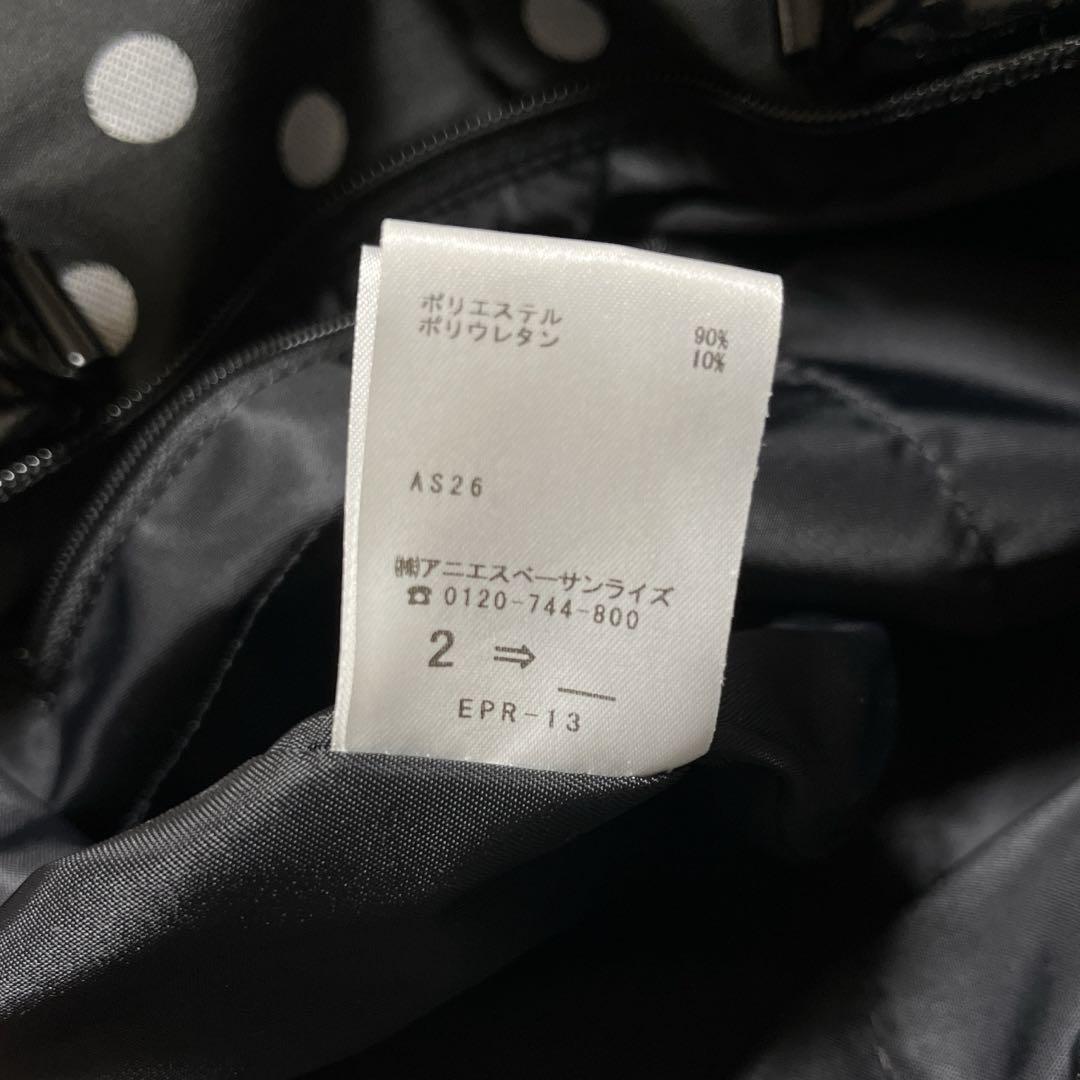 ポリエステル 90%
ポリウレタン 10%
AS26
㈱アニエスベーサンライズ
☎ 0120-744-800
2 ⇒ __
EPR-13